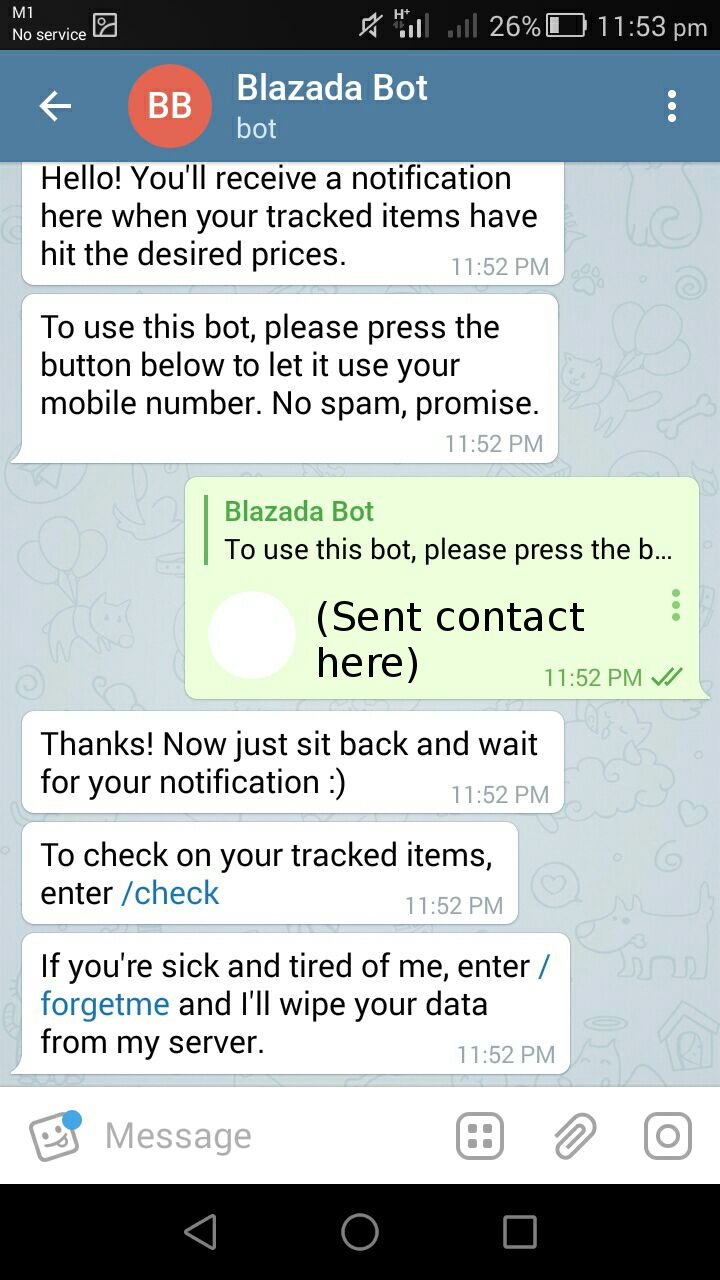 M1
No service
H+
26%
11:53 pm
BB
Blazada Bot
bot
Hello! You'll receive a notification
here when your tracked items have
hit the desired prices.
11:52 PM
To use this bot, please press the
button below to let it use your
mobile number. No spam, promise.
11:52 PM
Blazada Bot
To use this bot, please press the b...
(Sent contact
here)
11:52 PM
Thanks! Now just sit back and wait
for your notification :)
11:52 PM
To check on your tracked items,
enter /check
11:52 PM
If you're sick and tired of me, enter /
forgetme and I'll wipe your data
from my server.
11:52 PM
Message